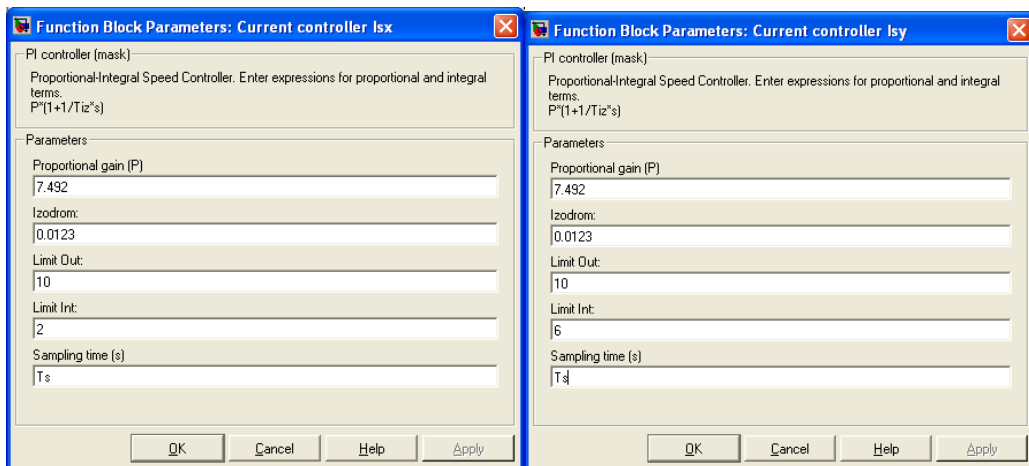 Function Block Parameters: Current controller Isx
PI controller (mask)
Proportional-Integral Speed Controller. Enter expressions for proportional and integral
terms.
P*(1+1/Tiz*s)
Parameters
Proportional gain (P)
7.492
Izodrom:
0.0123
Limit Out:
10
Limit Int:
2
Sampling time (s)
Ts
OK
Cancel
Help
Apply
Function Block Parameters: Current controller Isy
PI controller (mask)
Proportional-Integral Speed Controller. Enter expressions for proportional and integral
terms.
P*(1+1/Tiz*s)
Parameters
Proportional gain (P)
7.492
Izodrom:
0.0123
Limit Out:
10
Limit Int:
6
Sampling time (s)
Ts
OK
Cancel
Help
Apply